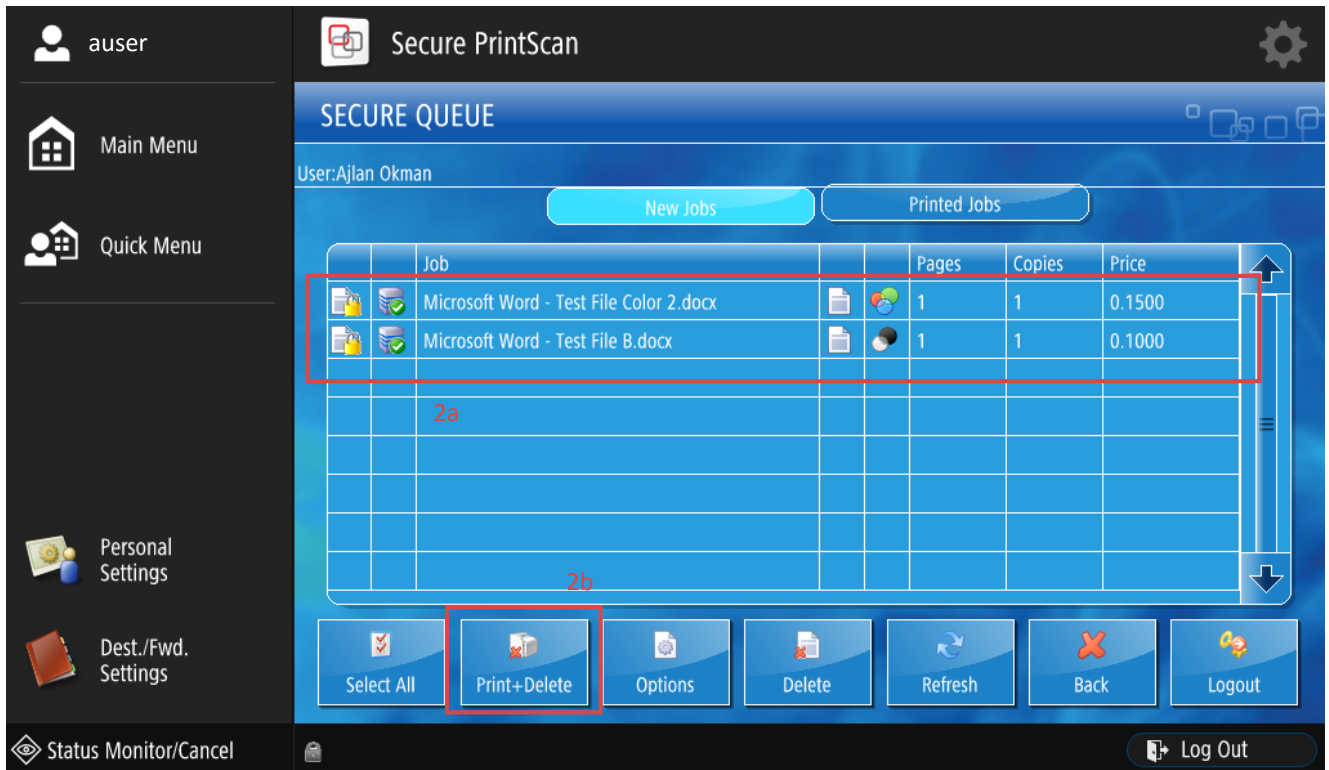 auser
Secure PrintScan
Main Menu
Quick Menu
Personal
Settings
Dest./Fwd.
Settings
SECURE QUEUE
User:Ajlan Okman
New Jobs
Printed Jobs
Job Pages Copies Price
Microsoft Word - Test File Color 2.docx 1 1 0.1500
Microsoft Word - Test File B.docx 1 1 0.1000
2a
2b
Select All
Print+Delete
Options
Delete
Refresh
Back
Logout
Status Monitor/Cancel
Log Out